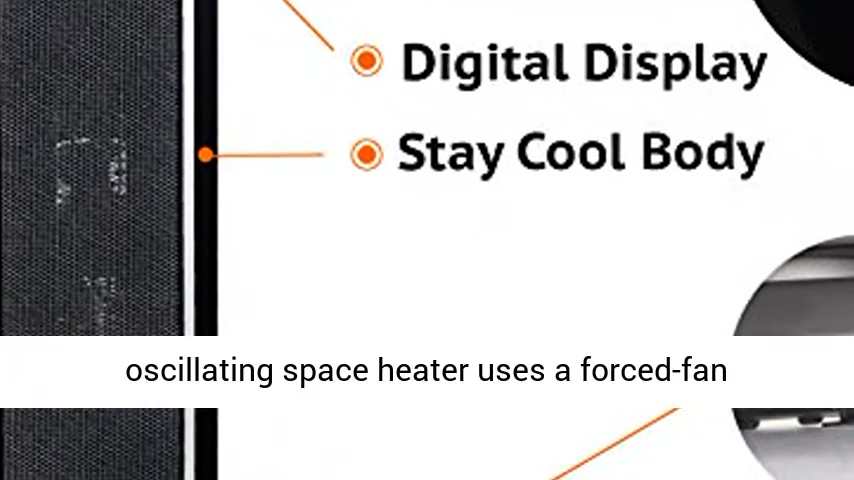 Digital Display
Stay Cool Body
oscillating space heater uses a forced-fan